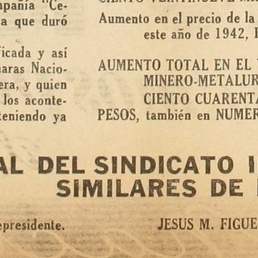 pañía "Ce-
a que duró
ficada y así
aras Nacio-
era, y quien
los aconte-
teniendo ya
Aumento en el precio de la
este año de 1942,
AUMENTO TOTAL EN EL
MINERO-METALUR
CIENTO CUARENTA
PESOS, también en NUMER
AL DEL SINDICATO I
SIMILARES DE
epresidente.
JESUS M. FIGUE